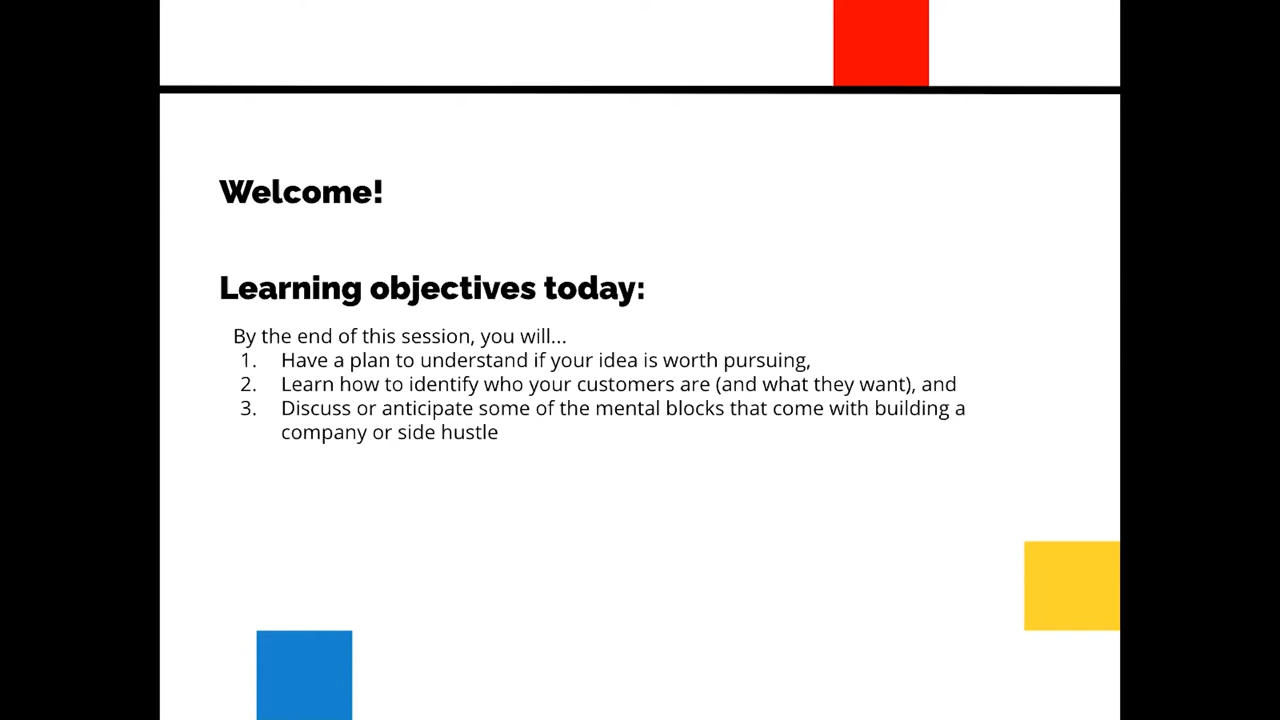 Welcome!
Learning objectives today:
By the end of this session, you will...
1. Have a plan to understand if your idea is worth pursuing,
2. Learn how to identify who your customers are (and what they want), and
3. Discuss or anticipate some of the mental blocks that come with building a
company or side hustle